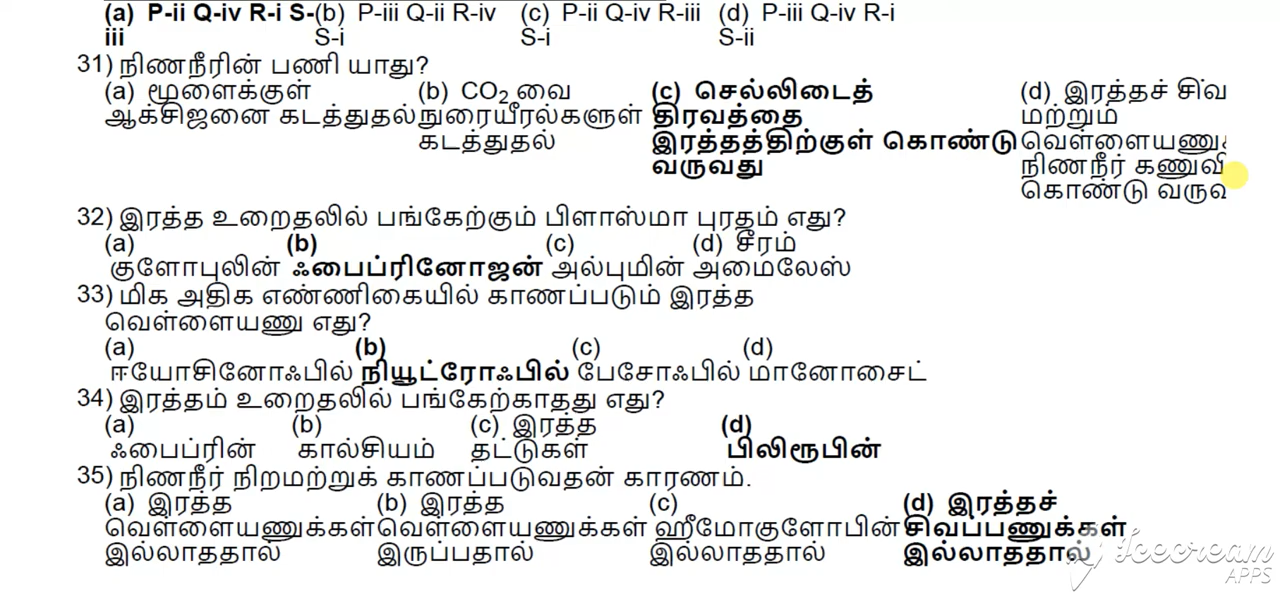 (a) P-ii Q-iv R-i S-iii (b) P-iii Q-ii R-iv S-i (c) P-ii Q-iv R-iii S-i (d) P-iii Q-iv R-i S-ii
31) நிணநீரின் பணி யாது?
(a) மூளைக்குள் ஆக்சிஜனை கடத்துதல்
(b) CO₂ வை நுரையீரல்களுள் கடத்துதல்
(c) செல்லிடைத் திரவத்தை இரத்தத்திற்குள் கொண்டு வருவது
(d) இரத்தச்
மற்றும்
நிணநீர்
கொண்டு
32) இரத்த உறைதலில் பங்கேற்கும் பிளாஸ்மா புரதம் எது?
(a) குளோபுலின் (b) ஃபைப்ரினோஜன் (c) அல்புமின் (d) சீரம் அமைலேஸ்
33) மிக அதிக எண்ணிகையில் காணப்படும் இரத்த
வெள்ளையணு எது?
(a) ஈயோசினோஃபில் (b) நியூட்ரோஃபில் (c) பேசோஃபில் (d) மானோசைட்
34) இரத்தம் உறைதலில் பங்கேற்காதது எது?
(a) ஃபைப்ரின் (b) கால்சியம் (c) இரத்த தட்டுகள் (d) பிலிரூபின்
35) நிணநீர் நிறமற்றுக் காணப்படுவதன் காரணம்.
(a) இரத்த வெள்ளையணுக்கள் இல்லாததால்
(b) இரத்த வெள்ளையணுக்கள் இருப்பதால்
(c) ஹீமோகுளோபின் இல்லாததால்
(d) இரத்தச் சிவப்பணுக்கள் இல்லாததால்
Icecream
APPS